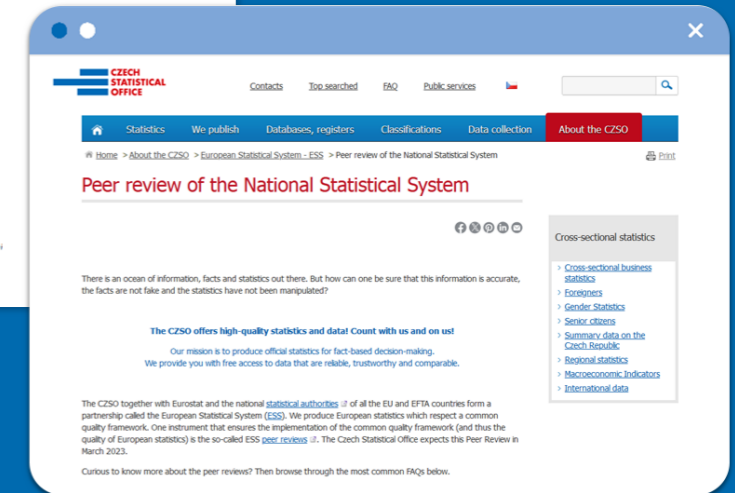 CZECH
STATISTICAL
OFFICE
Contacts Top searched FAQ Public services
Statistics We publish Databases, registers Classifications Data collection About the CZSO
Home > About the CZSO > European Statistical System - ESS > Peer review of the National Statistical System
Print
Peer review of the National Statistical System
There is an ocean of information, facts and statistics out there. But how can one be sure that this information is accurate,
the facts are not fake and the statistics have not been manipulated?
The CZSO offers high-quality statistics and data! Count with us and on us!
Our mission is to produce official statistics for fact-based decision-making.
We provide you with free access to data that are reliable, trustworthy and comparable.
The CZSO together with Eurostat and the national statistical authorities of all the EU and EFTA countries form a
partnership called the European Statistical System (ESS). We produce European statistics which respect a common
quality framework. One instrument that ensures the implementation of the common quality framework (and thus the
quality of European statistics) is the so-called ESS peer reviews. The Czech Statistical Office expects this Peer Review in
March 2023.
Curious to know more about the peer reviews? Then browse through the most common FAQs below.
Cross-sectional statistics
Cross-sectional business
statistics
Foreigners
Gender Statistics
Senior citizens
Summary data on the
Czech Republic
Regional statistics
Macroeconomic Indicators
International data